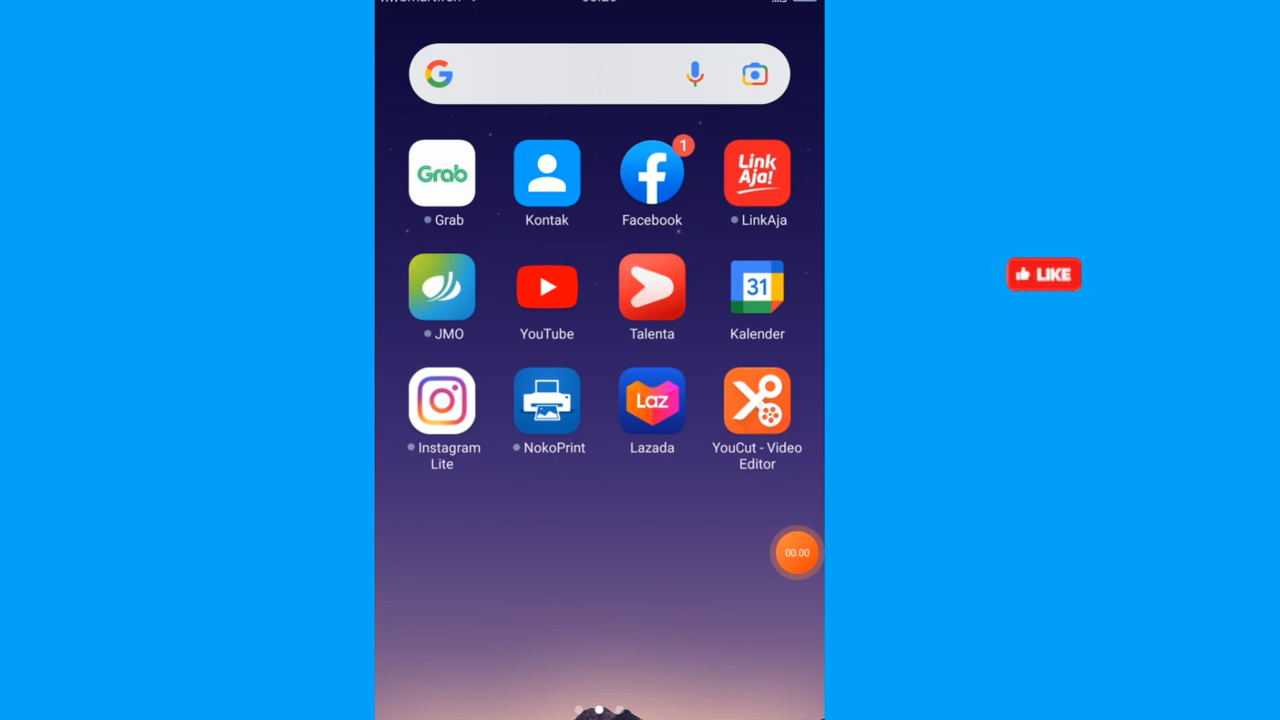 Grab
Link
Aja!
1
Grab
Kontak
Facebook
LinkAja
31
LIKE
JMO
YouTube
Talenta
Kalender
Laz
Instagram
Lite
NokoPrint
Lazada
YouCut - Video
Editor
00.00